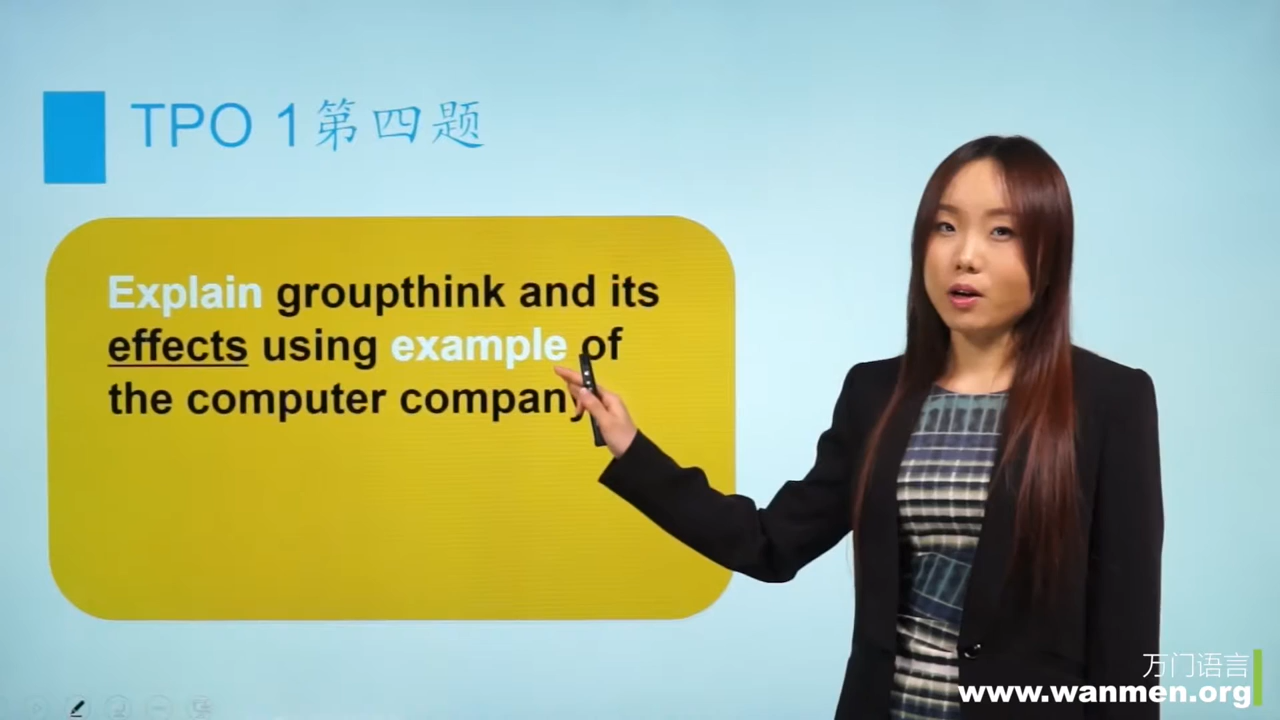 TPO 1第四题
Explain groupthink and its
effects using example of
the computer company
万门语言
www.wanmen.org